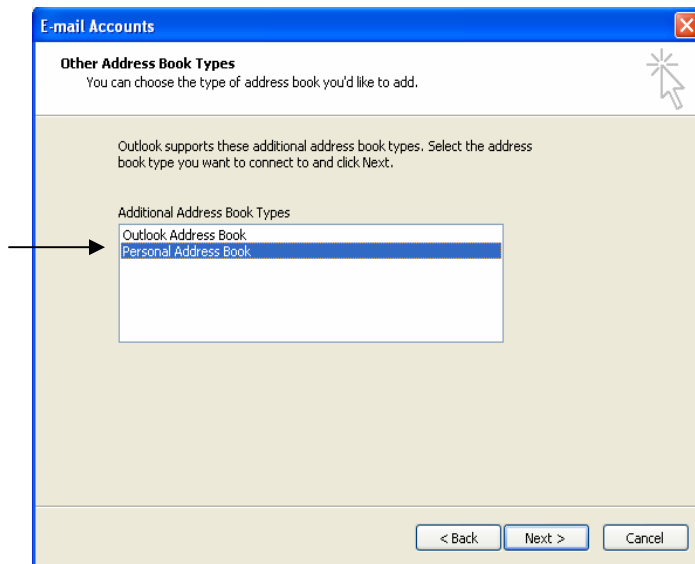 E-mail Accounts
Other Address Book Types
You can choose the type of address book you'd like to add.
Outlook supports these additional address book types. Select the address
book type you want to connect to and click Next.
Additional Address Book Types
Outlook Address Book
Personal Address Book
< Back Next > Cancel